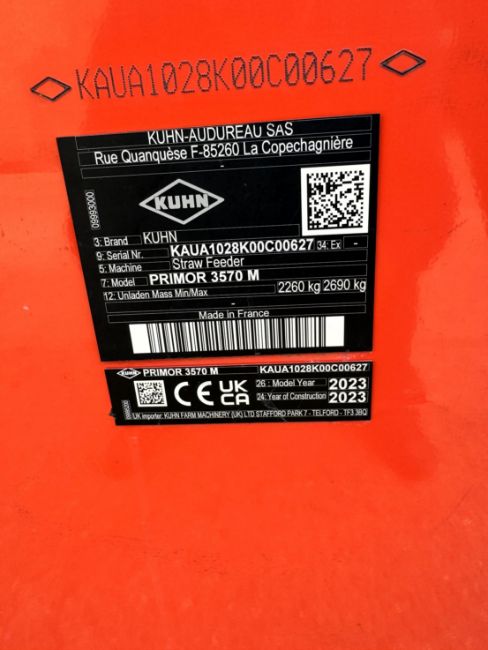 KAUA1028K00C00627
KUHN-AUDUREAU SAS
Rue Quanquèse F-85260 La Copechagnière
-
09993000
KUHN
3: Brand KUHN
9: Serial Nr. KAUA1028K00C00627 34: Ex -
5: Machine Straw Feeder
7: Model PRIMOR 3570 M
12: Unladen Mass Min/Max 2260 kg 2690 kg
-
Made in France
KUHN PRIMOR 3570 M KAUA1028K00C00627
CE UK CA
26: Model Year 2023
24: Year of Construction 2023
UK importer: KUHN FARM MACHINERY (UK) LTD STAFFORD PARK 7 - TELFORD - TF3 3BQ